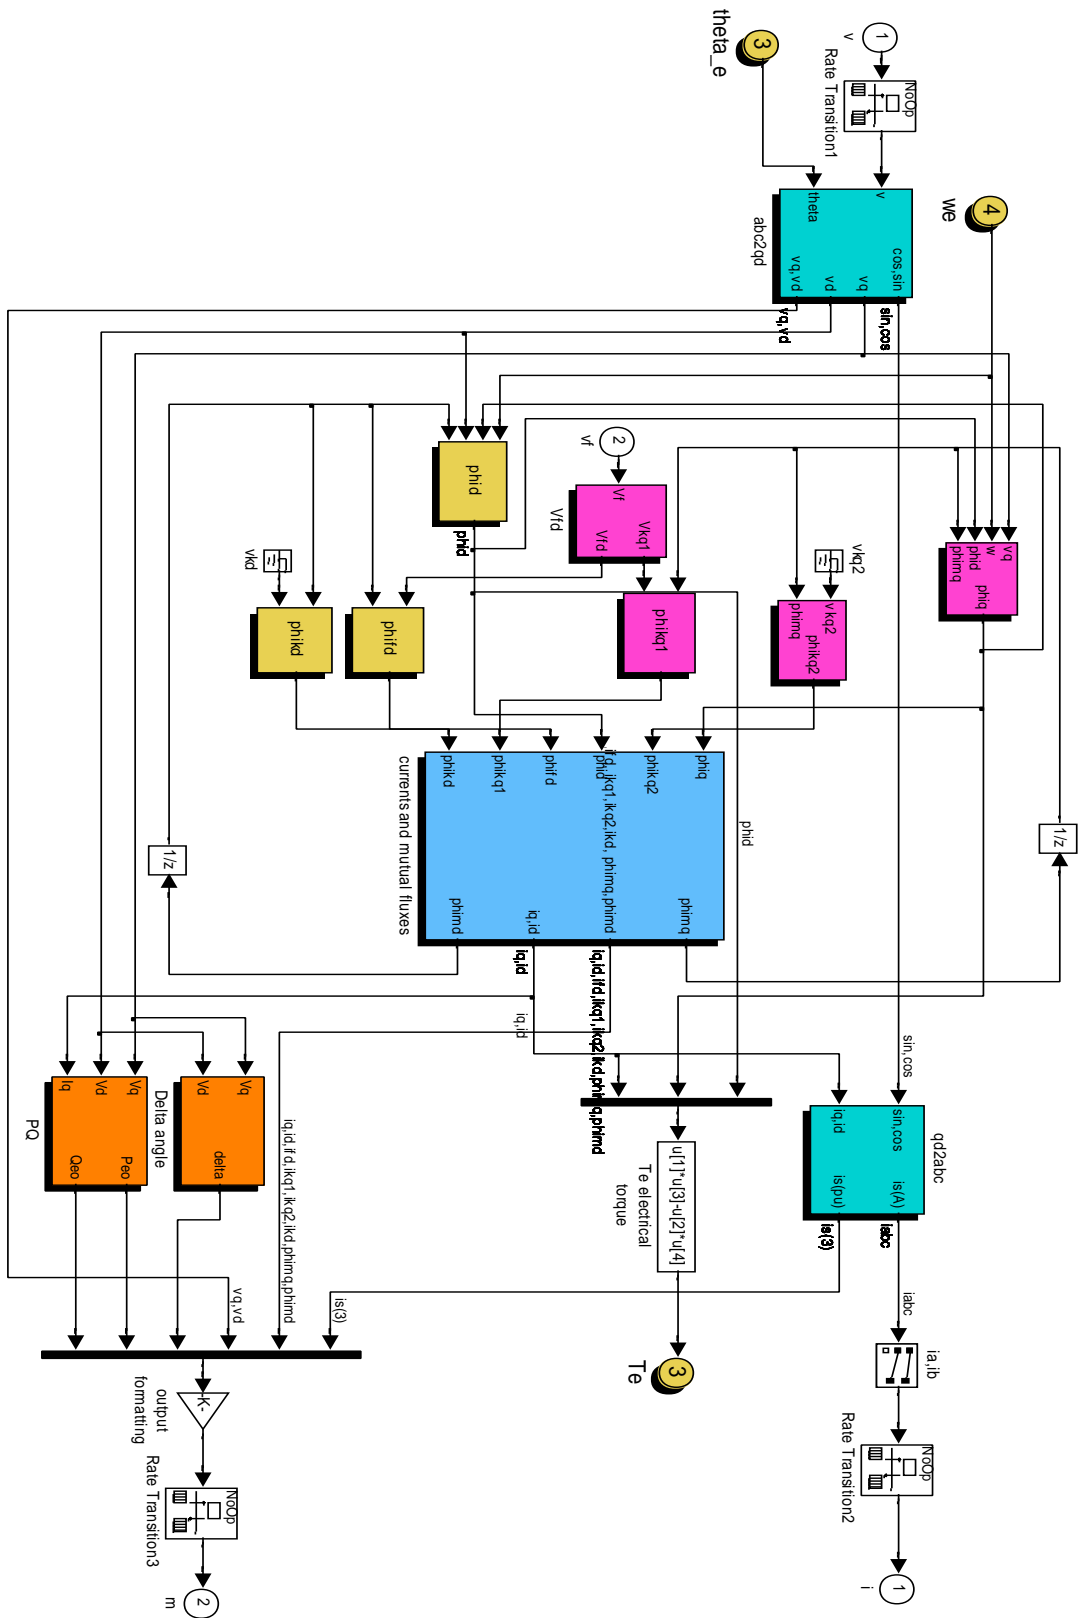 1
v
NoOp
Rate Transition1
3
theta_e
4
we
v
theta
cos,sin
vq
vd
vq,vd
abc2qd
sin,cos
vq,vd
2
vf
phid
phid
Vf
Vkq1
Vfd
Vfd
vkd
vkq2
phikd
phifd
phikq1
vkq2
phimq
phikq2
vq
w
phid
phimq
phiq
phiq
phikq2
phid
phifd
phikq1
phikd
phimq
ifd, ikq1,ikq2,ikd, phimq,phimd
iq,id
phimd
currents and mutual fluxes
phid
1/z
1/z
iq,id
iq,id,ifd,ikq1,ikq2,ikd,phimq,phimd
iq,id
iq,id,ifd,ikq1,ikq2,ikd,phimq,phimd
sin,cos
sin,cos
iq,id
is(A)
is(pu)
qd2abc
iabc
is(3)
iabc
ia,ib
NoOp
Rate Transition2
1
i
u[1]*u[3]-u[2]*u[4]
Te electrical
torque
3
Te
Vq
Vd
delta
Delta angle
Vq
Vd
Iq
Peo
Qeo
PQ
is(3)
vq,vd
-K-
output
formatting
NoOp
Rate Transition3
2
m